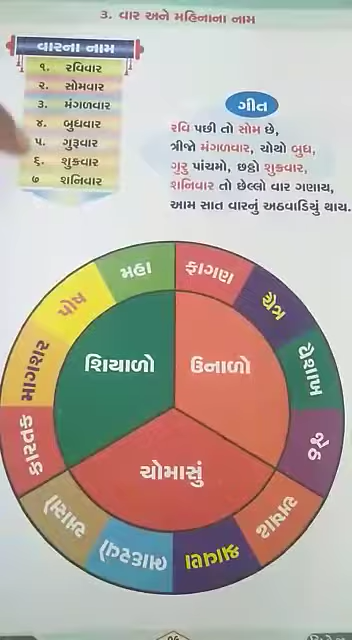 ૩. વાર અને મહિનાના નામ
વારના નામ
૧. રવિવાર
૨. સોમવાર
૩. મંગળવાર
૪. બુધવાર
૫. ગુરૂવાર
૬. શુક્રવાર
૭ શનિવાર
ગીત
રવિ પછી તો સોમ છે,
ત્રીજો મંગળવાર, ચોથો બુધ,
ગુરુ પાંચમો, છઠ્ઠો શુક્રવાર,
શનિવાર તો છેલ્લો વાર ગણાય,
આમ સાત વારનું અઠવાડિયું થાય.
શિયાળો
ઉનાળો
ચોમાસું
કારતક
માગશર
પોષ
મહા
ફાગણ
ચૈત્ર
વૈશાખ
જેઠ
અષાઢ
શ્રાવણ
ભાદરવો
આસો